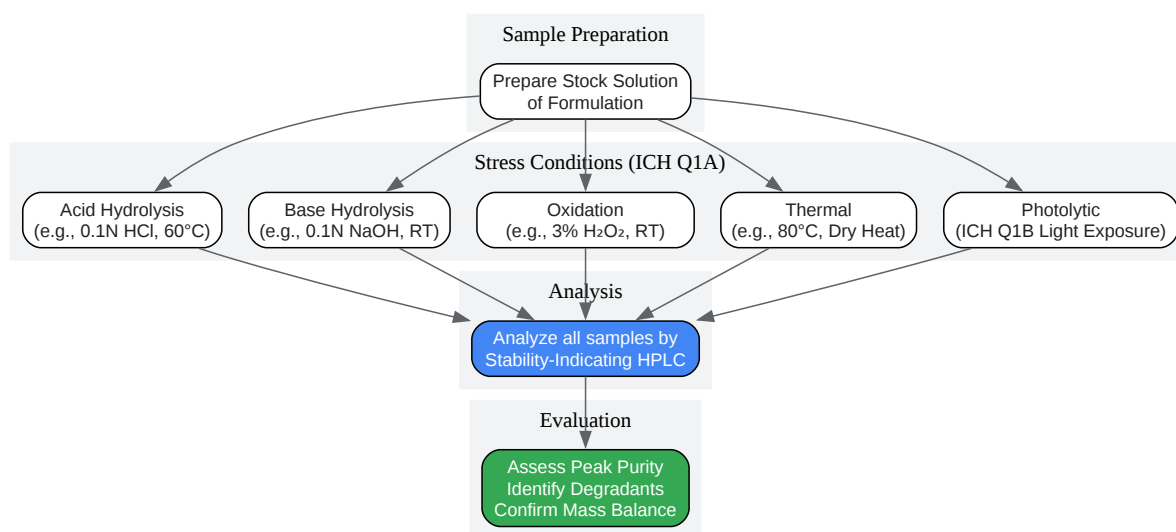 Sample Preparation
Prepare Stock Solution
of Formulation
Stress Conditions (ICH Q1A)
Acid Hydrolysis
(e.g., 0.1N HCl, 60°C)
Base Hydrolysis
(e.g., 0.1N NaOH, RT)
Oxidation
(e.g., 3% H₂O₂, RT)
Thermal
(e.g., 80°C, Dry Heat)
Photolytic
(ICH Q1B Light Exposure)
Analysis
Analyze all samples by
Stability-Indicating HPLC
Evaluation
Assess Peak Purity
Identify Degradants
Confirm Mass Balance